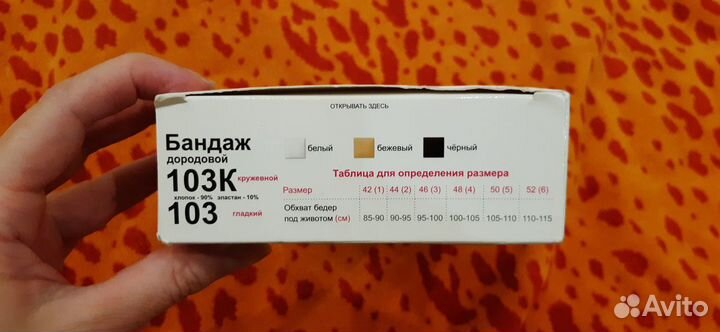 ОТКРЫВАТЬ ЗДЕСЬ
Бандаж
дородовой
белый бежевый чёрный
103К кружевной
хлопок - 90% эластан - 10%
103 гладкий
Таблица для определения размера
Размер 42 (1) 44 (2) 46 (3) 48 (4) 50 (5) 52 (6)
Обхват бедер
под животом (см) 85-90 90-95 95-100 100-105 105-110 110-115
Avito